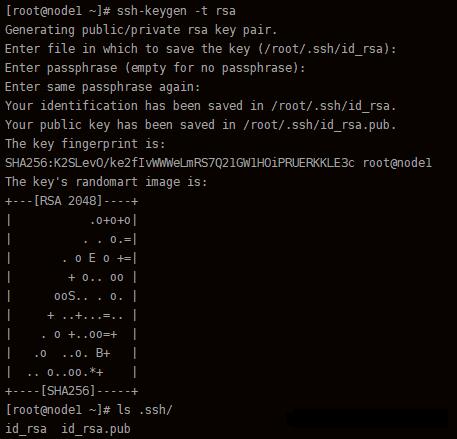 [root@node1 ~]# ssh-keygen -t rsa
Generating public/private rsa key pair.
Enter file in which to save the key (/root/.ssh/id_rsa):
Enter passphrase (empty for no passphrase):
Enter same passphrase again:
Your identification has been saved in /root/.ssh/id_rsa.
Your public key has been saved in /root/.ssh/id_rsa.pub.
The key fingerprint is:
SHA256:K2SLevO/ke2fIvWWWeLmRS7Q2lGW1HOiPRUERKKLE3c root@node1
The key's randomart image is:
+---[RSA 2048]----+
|           .o+o+o|
|          . . o.=|
|       . o E o +=|
|        + o.. oo |
|      ooS.. . o. |
|     + ..+...=.. |
|    . o +..oo=+  |
|   .o  ..o. B+   |
|  .. o..oo.*+    |
+----[SHA256]-----+
[root@node1 ~]# ls .ssh/
id_rsa  id_rsa.pub